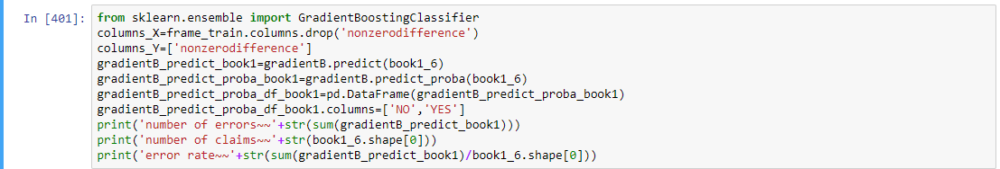 In [401]: from sklearn.ensemble import GradientBoostingClassifier
columns_X=frame_train.columns.drop('nonzerodifference')
columns_Y=['nonzerodifference']
gradientB_predict_book1=gradientB.predict(book1_6)
gradientB_predict_proba_book1=gradientB.predict_proba(book1_6)
gradientB_predict_proba_df_book1=pd.DataFrame(gradientB_predict_proba_book1)
gradientB_predict_proba_df_book1.columns=['NO','YES']
print('number of errors~~'+str(sum(gradientB_predict_book1)))
print('number of claims~~'+str(book1_6.shape[0]))
print('error rate~~'+str(sum(gradientB_predict_book1)/book1_6.shape[0]))